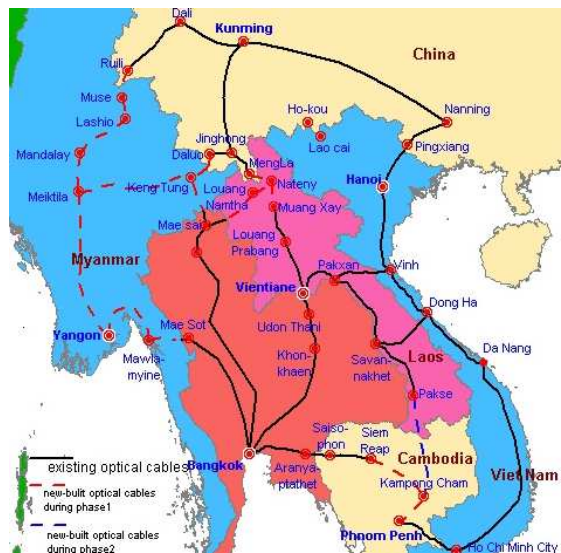 Dali
Kunming
China
Ruili
Muse
Lashio
Ho-kou
Nanning
Lao cai
Pingxiang
Mandalay
Jinghong
Daluo
MengLa
Hanoi
Meiktila
Keng Tung
Louang
Namtha
Nateny
Muang Xay
Mae sai
Louang
Prabang
Myanmar
Pakxan
Vinh
Vientiane
Dong Ha
Yangon
Mae Sot
Udon Thani
Mawla-
myine
Khon-
khaen
Savan-
nakhet
Laos
Da Nang
Pakse
Saiso-
phon
Siem
Reap
existing optical cables
Bangkok
Aranya-
ptathet
Cambodia
Viet Nam
Kampong Cham
new-built optical cables
during phase1
Phnom Penh
new-built optical cables
during phase2
Ho Chi Minh City